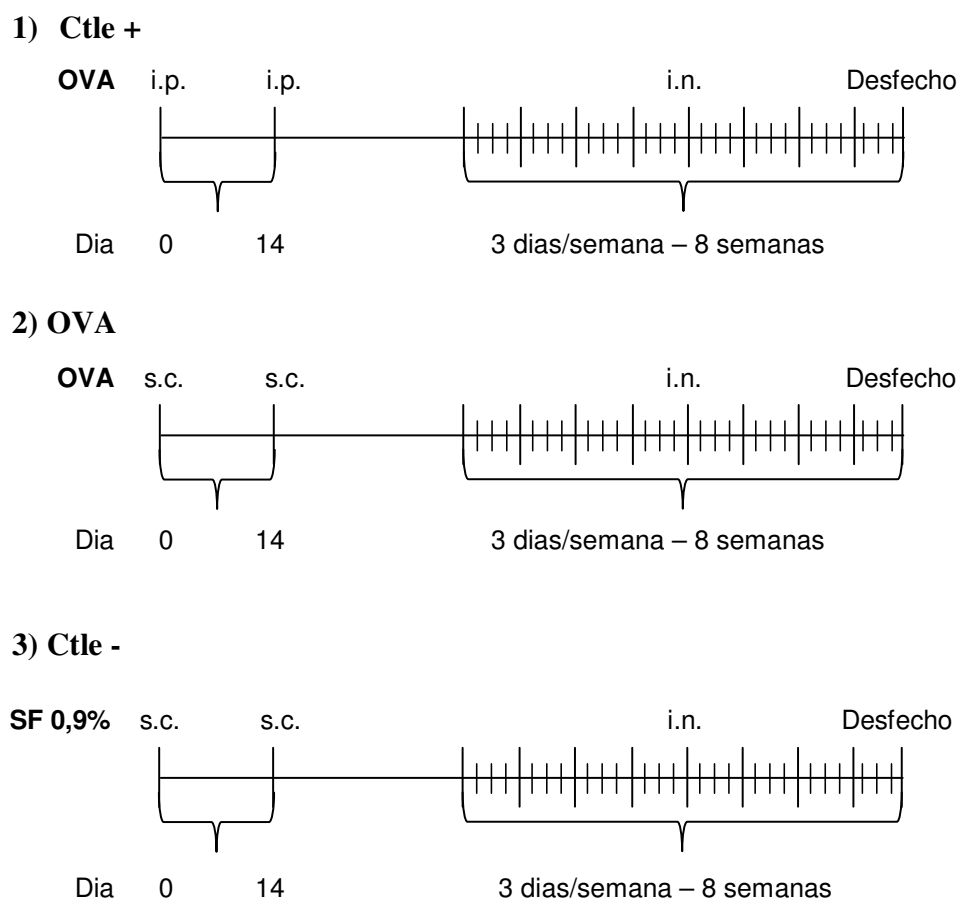 1) Ctle +
OVA i.p. i.p. i.n. Desfecho
Dia 0 14 3 dias/semana – 8 semanas
2) OVA
OVA s.c. s.c. i.n. Desfecho
Dia 0 14 3 dias/semana – 8 semanas
3) Ctle -
SF 0,9% s.c. s.c. i.n. Desfecho
Dia 0 14 3 dias/semana – 8 semanas